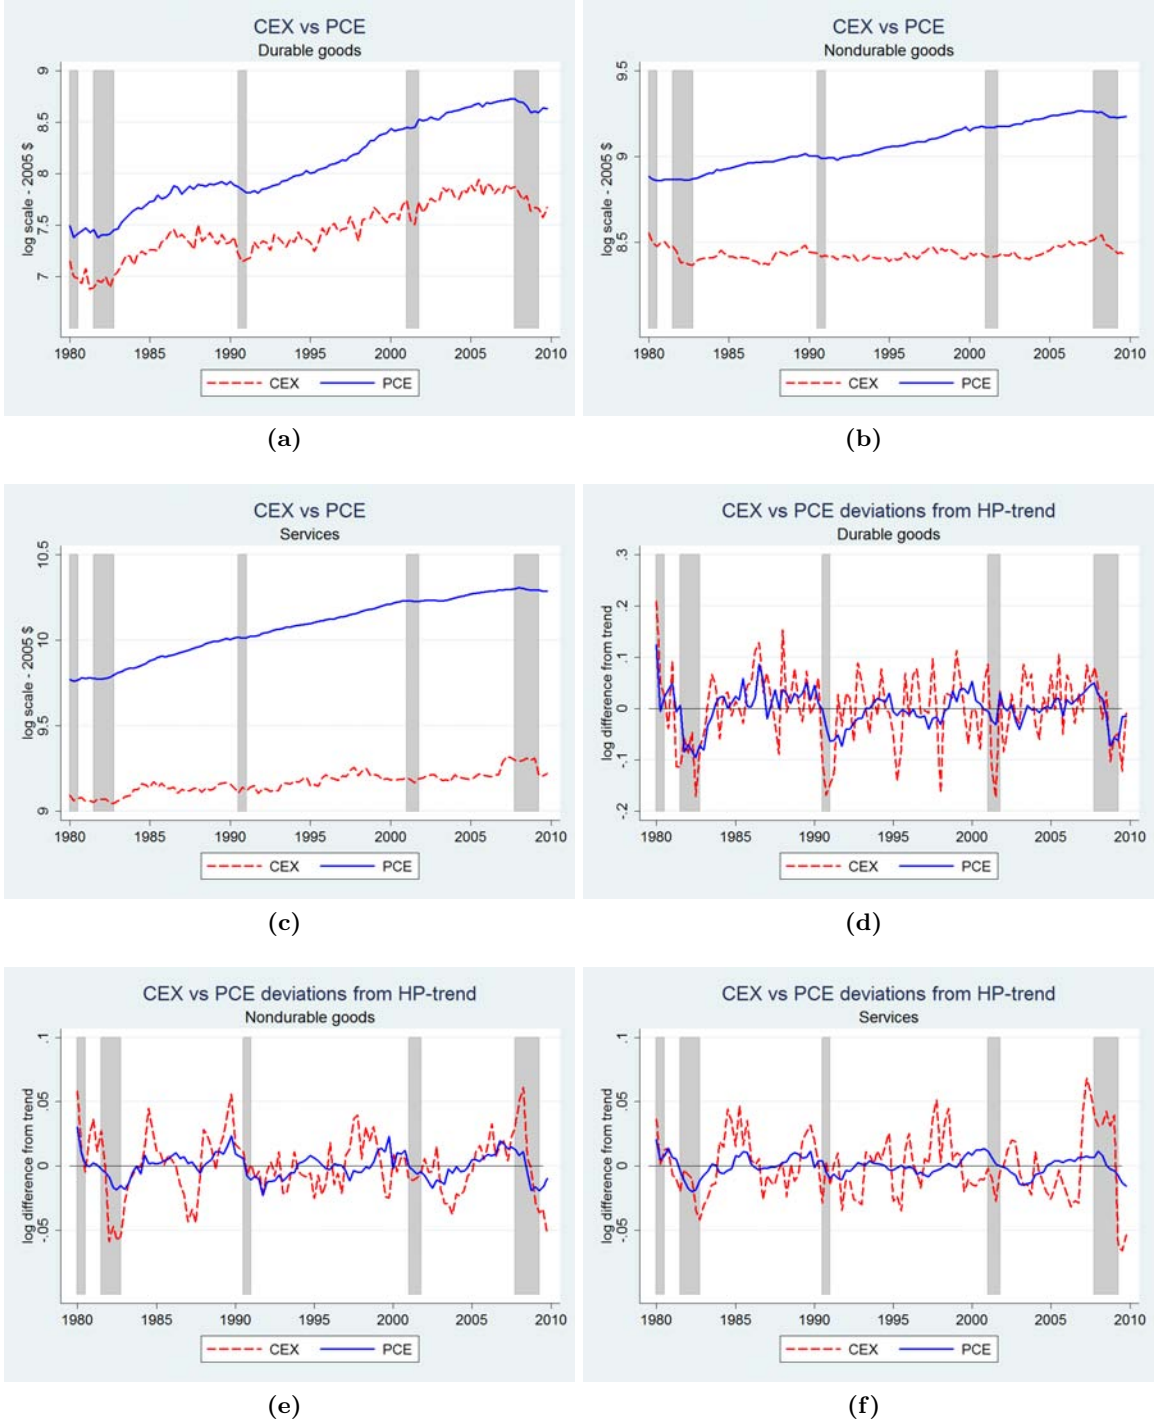 CEX vs PCE
Durable goods
log scale - 2005 $
9
8.5
8
7.5
7
1980 1985 1990 1995 2000 2005 2010
CEX PCE
(a)
CEX vs PCE
Nondurable goods
log scale - 2005 $
9.5
9
8.5
1980 1985 1990 1995 2000 2005 2010
CEX PCE
(b)
CEX vs PCE
Services
log scale - 2005 $
10.5
10
9.5
9
1980 1985 1990 1995 2000 2005 2010
CEX PCE
(c)
CEX vs PCE deviations from HP-trend
Durable goods
log difference from trend
.3
.2
.1
0
-.1
-.2
1980 1985 1990 1995 2000 2005 2010
CEX PCE
(d)
CEX vs PCE deviations from HP-trend
Nondurable goods
log difference from trend
.1
.05
0
-.05
1980 1985 1990 1995 2000 2005 2010
CEX PCE
(e)
CEX vs PCE deviations from HP-trend
Services
log difference from trend
.1
.05
0
-.05
1980 1985 1990 1995 2000 2005 2010
CEX PCE
(f)